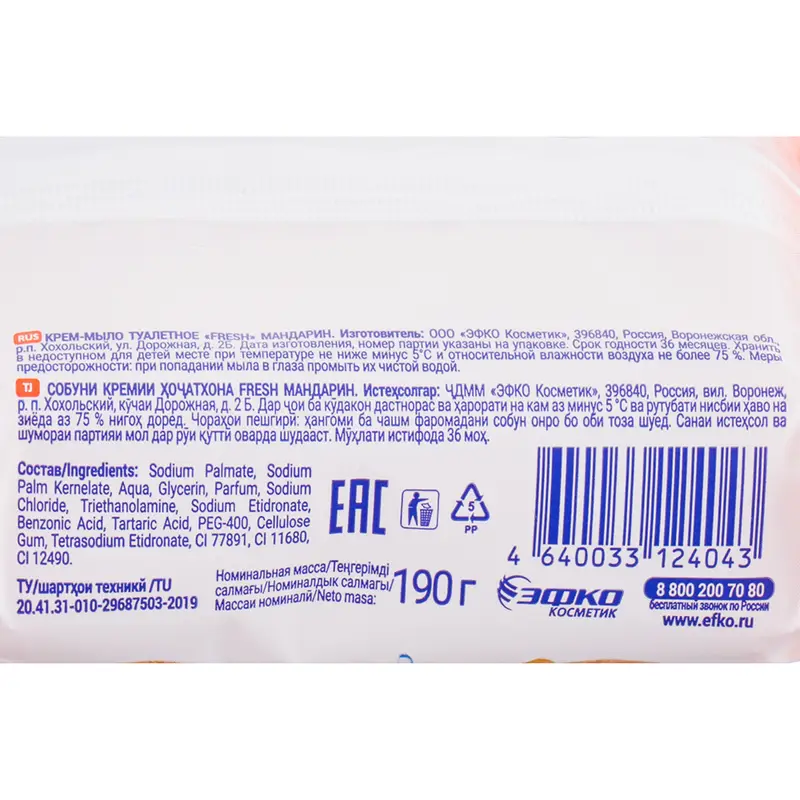 RUS КРЕМ-МЫЛО ТУАЛЕТНОЕ «FRESH» МАНДАРИН. Изготовитель: ООО «ЭФКО Косметик», 396840, Россия, Воронежская обл.,
р.п. Хохольский, ул. Дорожная, д. 2Б. Дата изготовления, номер партии указаны на упаковке. Срок годности 36 месяцев. Хранить
в недоступном для детей месте при температуре не ниже минус 5°C и относительной влажности воздуха не более 75 %. Меры
предосторожности: при попадании мыла в глаза промыть их чистой водой.
TJ СОБУНИ КРЕМИИ ҲОҶАТХОНА FRESH МАНДАРИН. Истеҳсолгар: ҶДММ «ЭФКО Косметик», 396840, Россия, вил. Воронеж,
р. п. Хохольский, кӯчаи Дорожная, д. 2 Б. Дар ҷои ба кӯдакон дастнорас ва ҳарорати на кам аз минус 5 °C ва рутубати нисбии ҳаво на
зиёда аз 75 % нигоҳ доред. Чораҳои пешгирӣ: ҳангоми ба чашм фаромадани собун онро бо оби тоза шӯед. Санаи истеҳсол ва
шумораи партияи мол дар рӯи қуттӣ оварда шудааст. Мӯҳлати истифода 36 моҳ.
Состав/Ingredients: Sodium Palmate, Sodium
Palm Kernelate, Aqua, Glycerin, Parfum, Sodium
Chloride, Triethanolamine, Sodium Etidronate,
Benzonic Acid, Tartaric Acid, PEG-400, Cellulose
Gum, Tetrasodium Etidronate, CI 77891, CI 11680,
CI 12490.
EAC
5
PP
4 640033 124043
ТУ/шартҳои техникӣ /TU
20.41.31-010-29687503-2019
Номинальная масса/Теңгерімді
салмағы/Номиналдык салмагы/
Массаи номиналӣ/Neto masa:
190 г
ЭФКО
КОСМЕТИК
8 800 200 70 80
бесплатный звонок по России
www.efko.ru